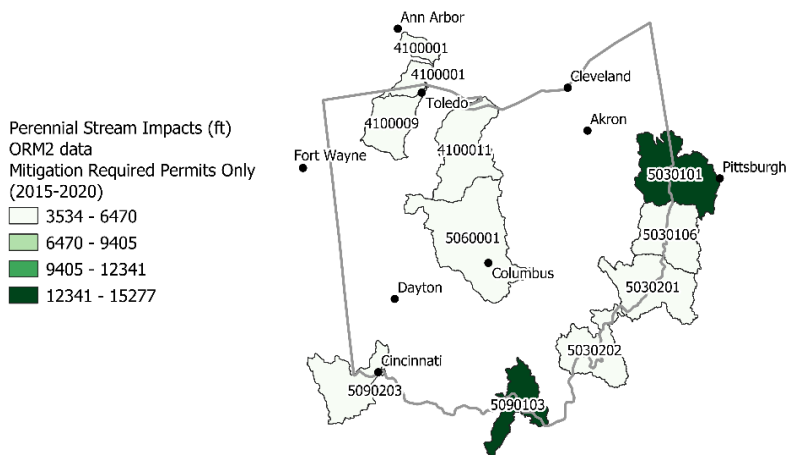 Perennial Stream Impacts (ft)
ORM2 data
Mitigation Required Permits Only
(2015-2020)
3534 - 6470
6470 - 9405
9405 - 12341
12341 - 15277
Ann Arbor
4100001
4100001
Toledo
4100009
Cleveland
Akron
Fort Wayne
4100011
Pittsburgh
5030101
5030106
5060001
Columbus
5030201
Dayton
5030202
Cincinnati
5090203
5090103